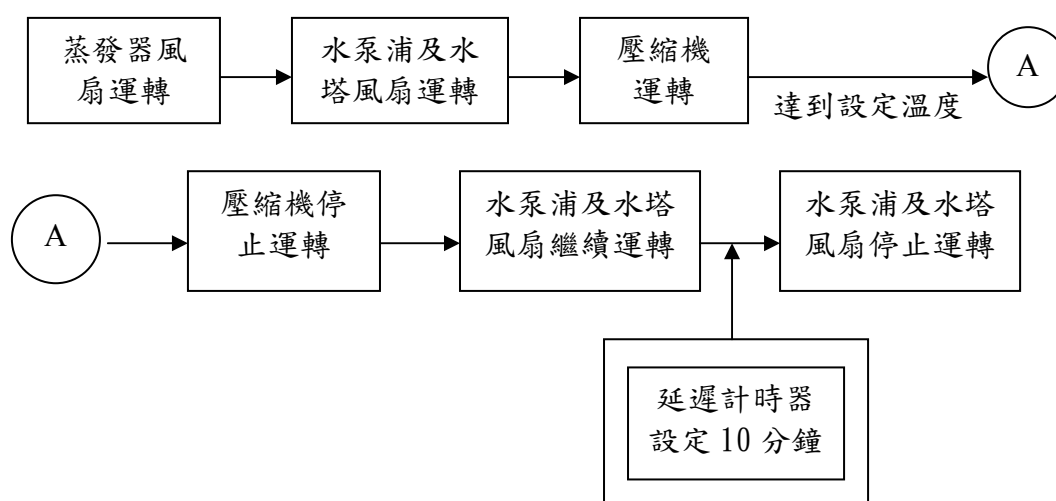 蒸發器風
扇運轉
水泵浦及水
塔風扇運轉
壓縮機
運轉
達到設定溫度
A
A
壓縮機停
止運轉
水泵浦及水塔
風扇繼續運轉
水泵浦及水塔
風扇停止運轉
延遲計時器
設定 10 分鐘